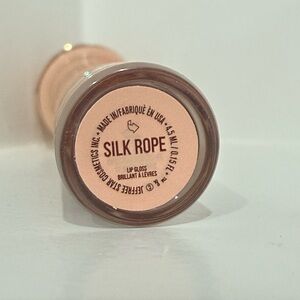 MADE IN/FABRIQUÉ EN USA • 4.5 ML / 0.15 FL
™ & Ⓢ JEFFREE STAR COSMETICS INC. •
SILK ROPE
LIP GLOSS
BRILLANT À LÈVRES